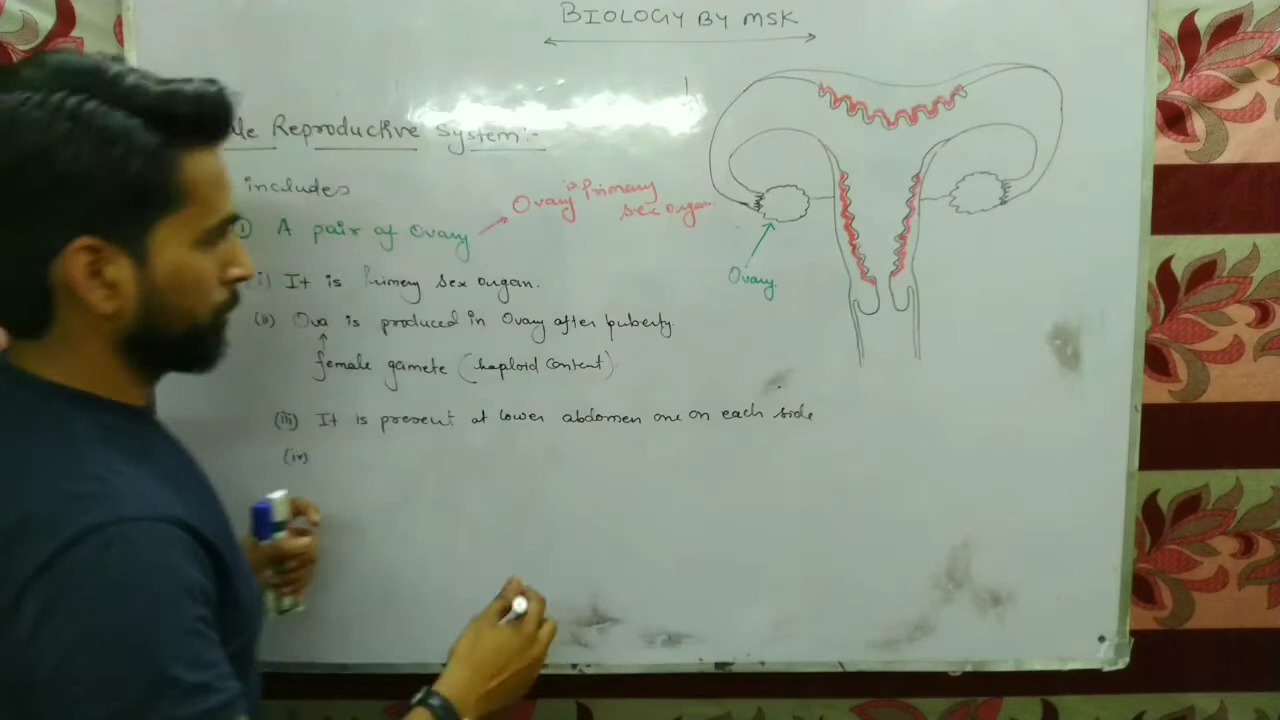 BIOLOGY BY MSK
le Reproductive System:-
includes
① A pair of Ovary → Ovary is Primary sex organ
i) It is Primary sex organ.
(ii) Ova is produced in Ovary after puberty.
female gamete (haploid content)
(iii) It is present at lower abdomen one on each side
(iv)
Ovary